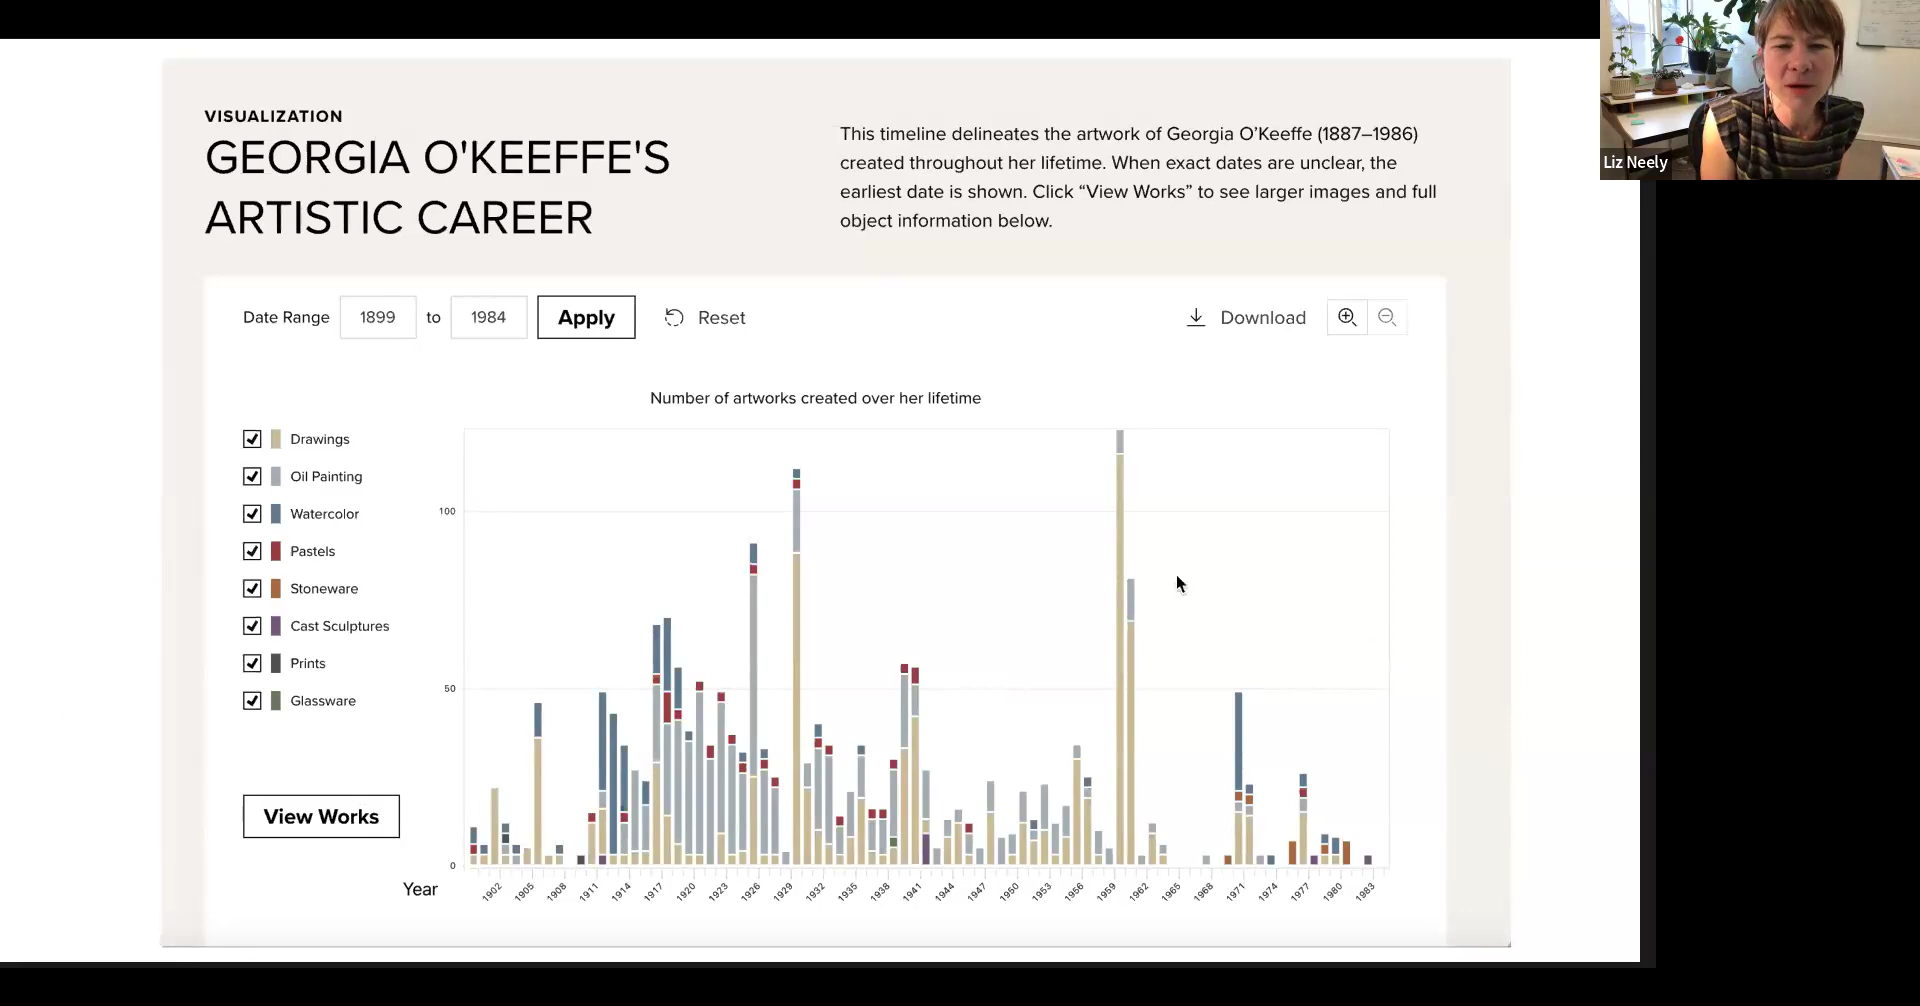 VISUALIZATION
GEORGIA O'KEEFFE'S
ARTISTIC CAREER
This timeline delineates the artwork of Georgia O’Keeffe (1887–1986)
created throughout her lifetime. When exact dates are unclear, the
earliest date is shown. Click “View Works” to see larger images and full
object information below.
Liz Neely
Date Range 1899 to 1984 Apply Reset Download
Number of artworks created over her lifetime
Drawings
Oil Painting
Watercolor
Pastels
Stoneware
Cast Sculptures
Prints
Glassware
View Works
100
50
0
Year 1902 1905 1908 1911 1914 1917 1920 1923 1926 1929 1932 1935 1938 1941 1944 1947 1950 1953 1956 1959 1962 1965 1968 1971 1974 1977 1980 1983